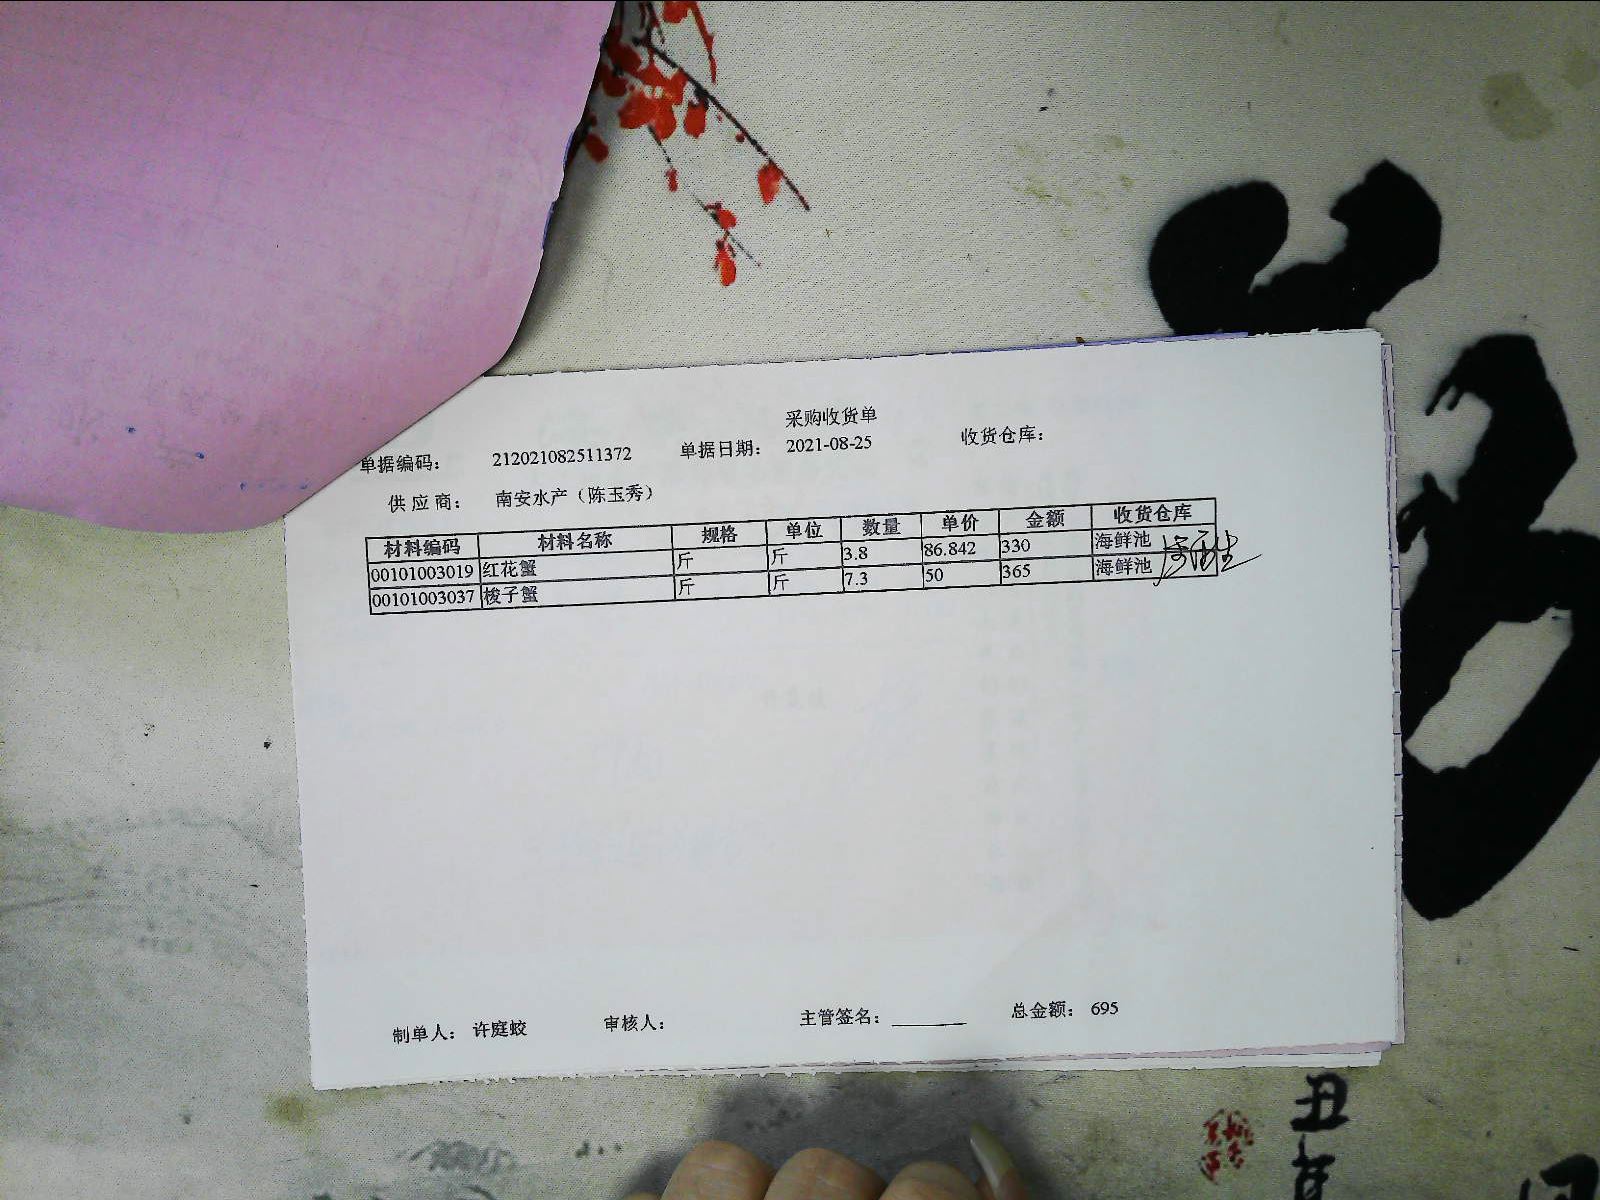 采购收货单
单据编码： 212021082511372 单据日期： 2021-08-25 收货仓库：
供应商： 南安水产（陈玉秀）
材料编码 材料名称 规格 单位 数量 单价 金额 收货仓库
00101003019 红花蟹 斤 斤 3.8 86.842 330 海鲜池
00101003037 梭子蟹 斤 斤 7.3 50 365 海鲜池
制单人： 许庭蛟 审核人： 主管签名：________ 总金额： 695
丑